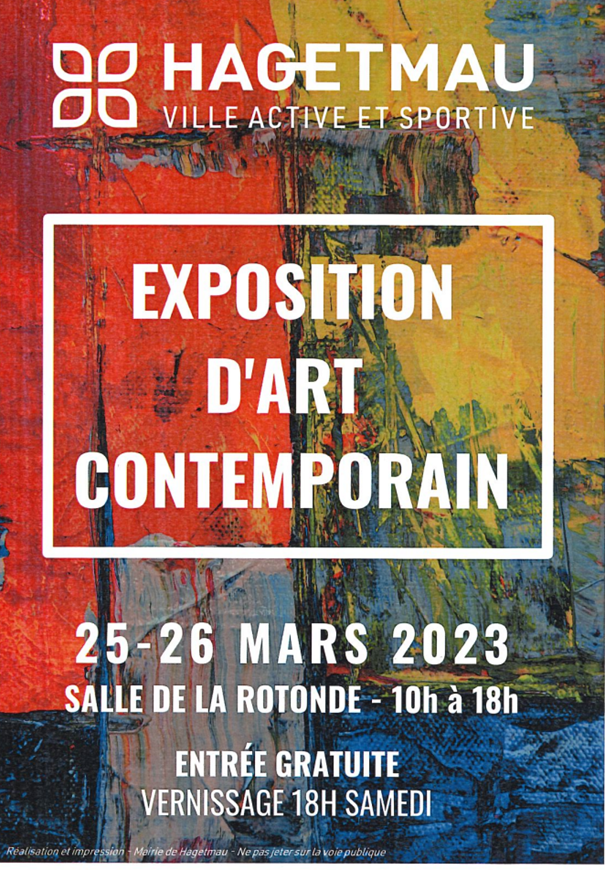 HAGETMAU
VILLE ACTIVE ET SPORTIVE
EXPOSITION
D'ART
CONTEMPORAIN
25-26 MARS 2023
SALLE DE LA ROTONDE - 10h à 18h
ENTRÉE GRATUITE
VERNISSAGE 18H SAMEDI
Réalisation et impression - Mairie de Hagetmau - Ne pas jeter sur la voie publique